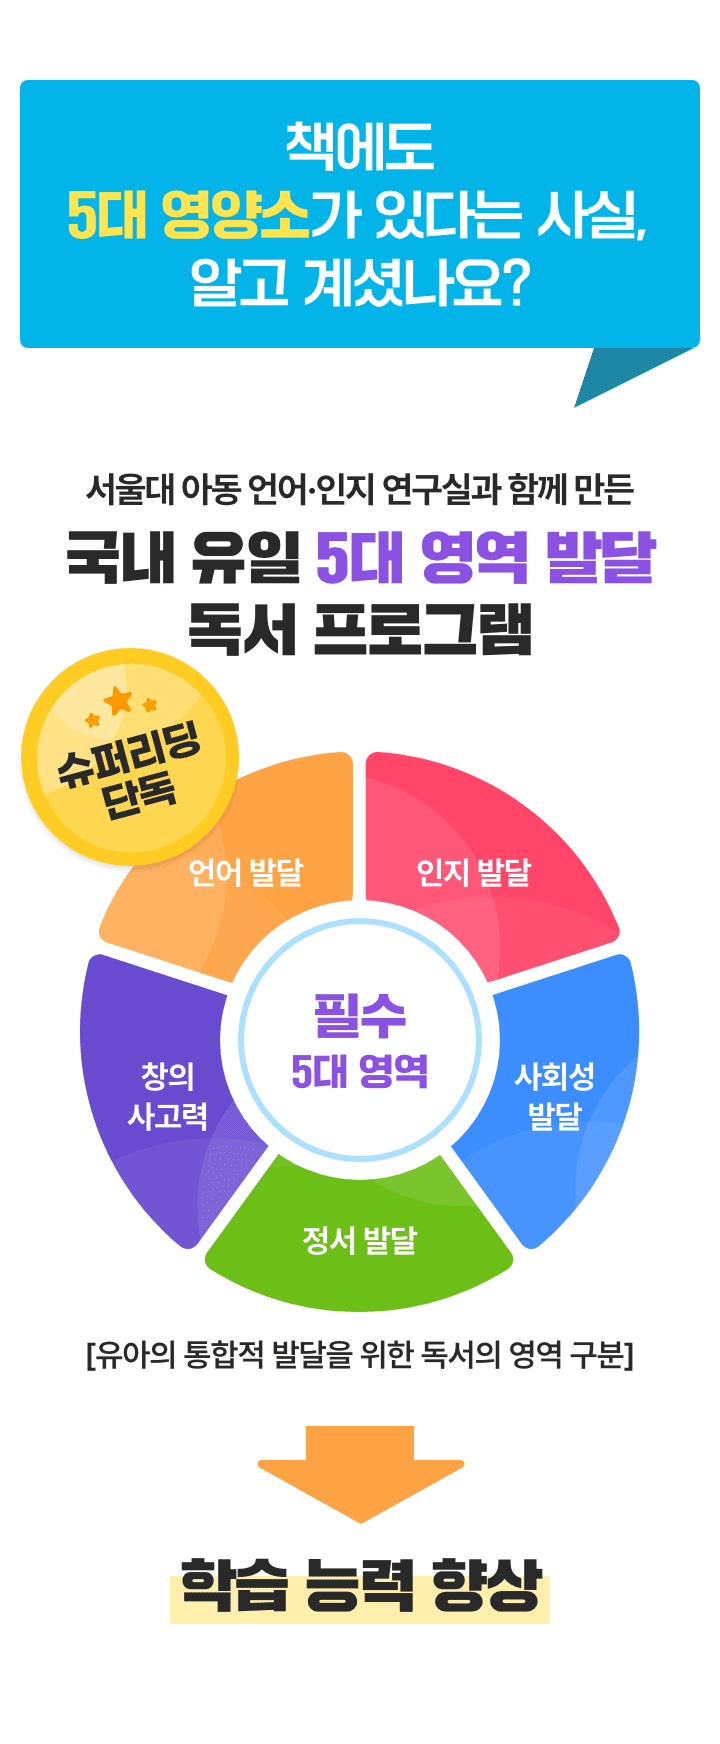 책에도
5대 영양소가 있다는 사실,
알고 계셨나요?
서울대 아동 언어·인지 연구실과 함께 만든
국내 유일 5대 영역 발달
독서 프로그램
슈퍼리딩
단독
언어 발달
인지 발달
필수
5대 영역
창의
사고력
사회성
발달
정서 발달
[유아의 통합적 발달을 위한 독서의 영역 구분]
학습 능력 향상